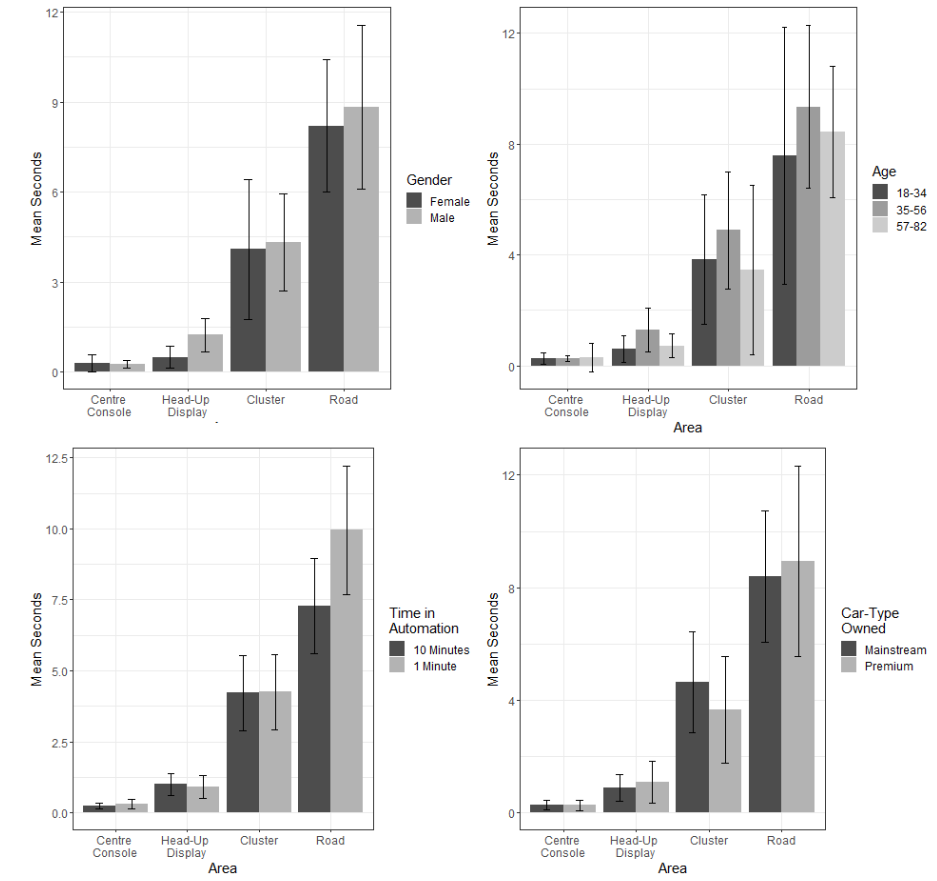 12
9
6
3
0
Mean Seconds
Centre
Console
Head-Up
Display
Cluster
Road
Gender
Female
Male
12
8
4
0
Mean Seconds
Centre
Console
Head-Up
Display
Cluster
Road
Area
Age
18-34
35-56
57-82
12.5
10.0
7.5
5.0
2.5
0.0
Mean Seconds
Centre
Console
Head-Up
Display
Cluster
Road
Area
Time in
Automation
10 Minutes
1 Minute
12
8
4
0
Mean Seconds
Centre
Console
Head-Up
Display
Cluster
Road
Area
Car-Type
Owned
Mainstream
Premium